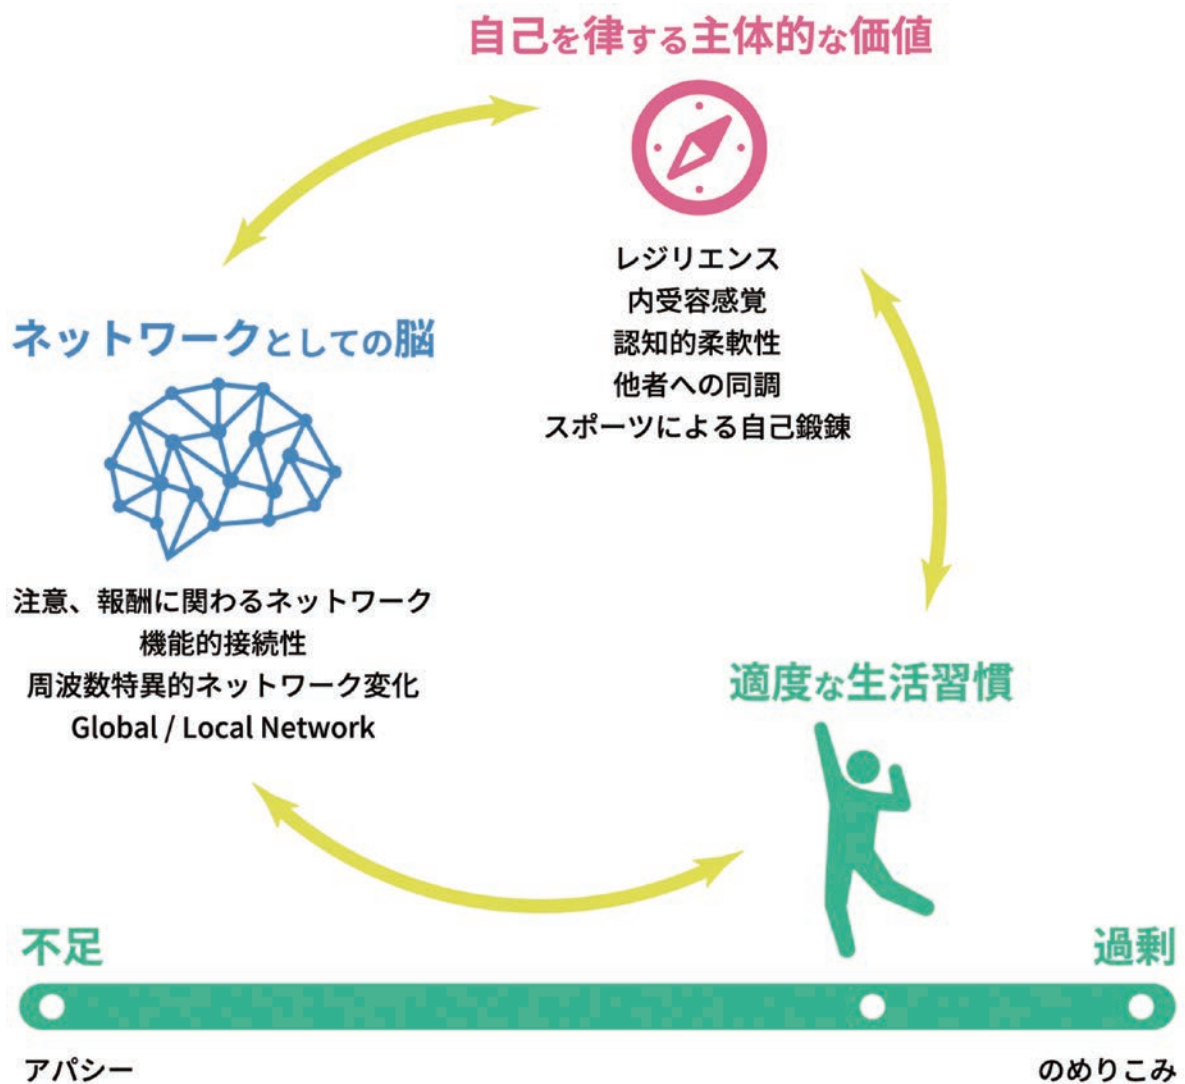 自己を律する主体的な価値
レジリエンス
内受容感覚
認知的柔軟性
他者への同調
スポーツによる自己鍛錬
ネットワークとしての脳
注意、報酬に関わるネットワーク
機能的接続性
周波数特異的ネットワーク変化
Global / Local Network
適度な生活習慣
不足
過剰
アパシー
のめりこみ